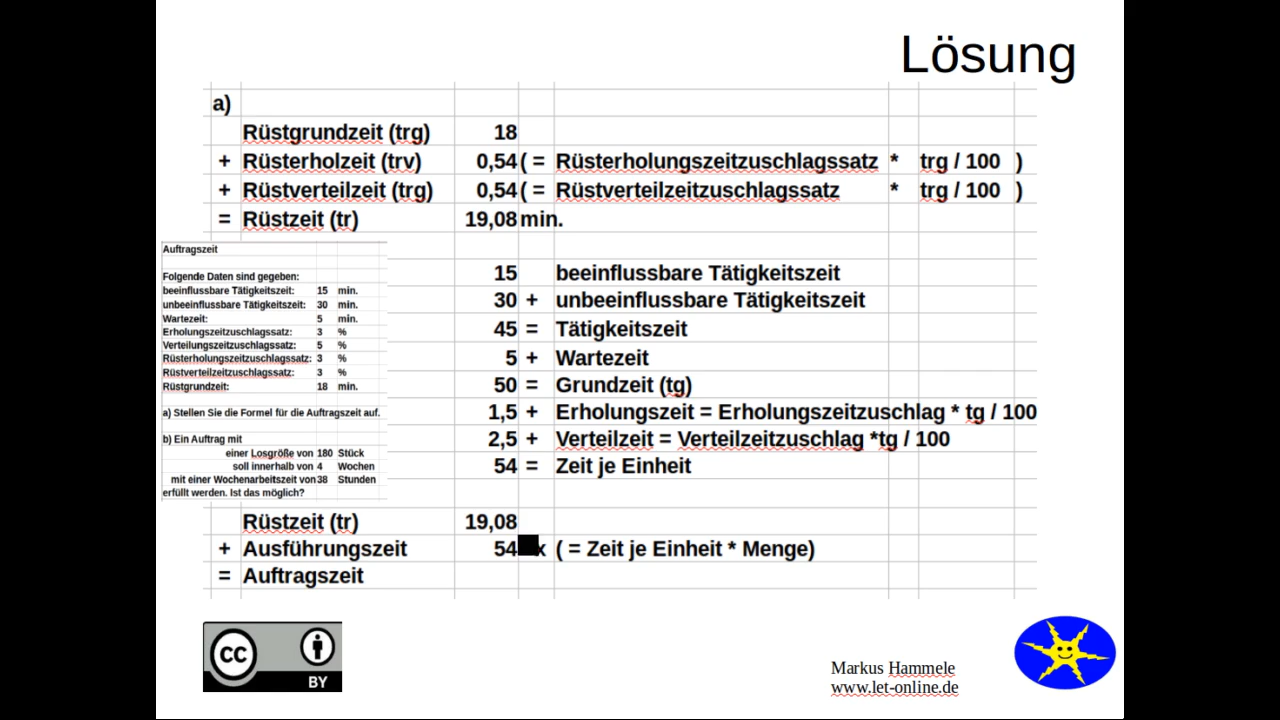 Lösung
a)
Rüstgrundzeit (trg) 18
+ Rüsterholzeit (trv) 0,54 ( = Rüsterholungszeitzuschlagssatz * trg / 100 )
+ Rüstverteilzeit (trg) 0,54 ( = Rüstverteilzeitzuschlagssatz * trg / 100 )
= Rüstzeit (tr) 19,08 min.
Auftragszeit
Folgende Daten sind gegeben:
beeinflussbare Tätigkeitszeit: 15 min.
unbeeinflussbare Tätigkeitszeit: 30 min.
Wartezeit: 5 min.
Erholungszeitzuschlagssatz: 3 %
Verteilungszeitzuschlagssatz: 5 %
Rüsterholungszeitzuschlagssatz: 3 %
Rüstverteilzeitzuschlagssatz: 3 %
Rüstgrundzeit: 18 min.
a) Stellen Sie die Formel für die Auftragszeit auf.
b) Ein Auftrag mit
einer Losgröße von 180 Stück
soll innerhalb von 4 Wochen
mit einer Wochenarbeitszeit von 38 Stunden
erfüllt werden. Ist das möglich?
15 beeinflussbare Tätigkeitszeit
30 + unbeeinflussbare Tätigkeitszeit
45 = Tätigkeitszeit
5 + Wartezeit
50 = Grundzeit (tg)
1,5 + Erholungszeit = Erholungszeitzuschlag * tg / 100
2,5 + Verteilzeit = Verteilzeitzuschlag *tg / 100
54 = Zeit je Einheit
Rüstzeit (tr) 19,08
+ Ausführungszeit 54 x ( = Zeit je Einheit * Menge)
= Auftragszeit
CC BY
Markus Hammele
www.let-online.de